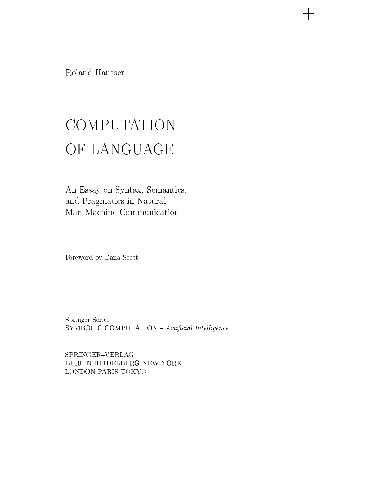 Roland Hausser
COMPUTATION
OF LANGUAGE
An Essay on Syntax, Semantics,
and Pragmatics in Natural
Man-Machine Communication
Foreword by Dana Scott
Springer Series
SYMBOLIC COMPUTATION – Artificial Intelligence
SPRINGER–VERLAG
BERLIN HEIDELBERG NEW YORK
LONDON PARIS TOKYO